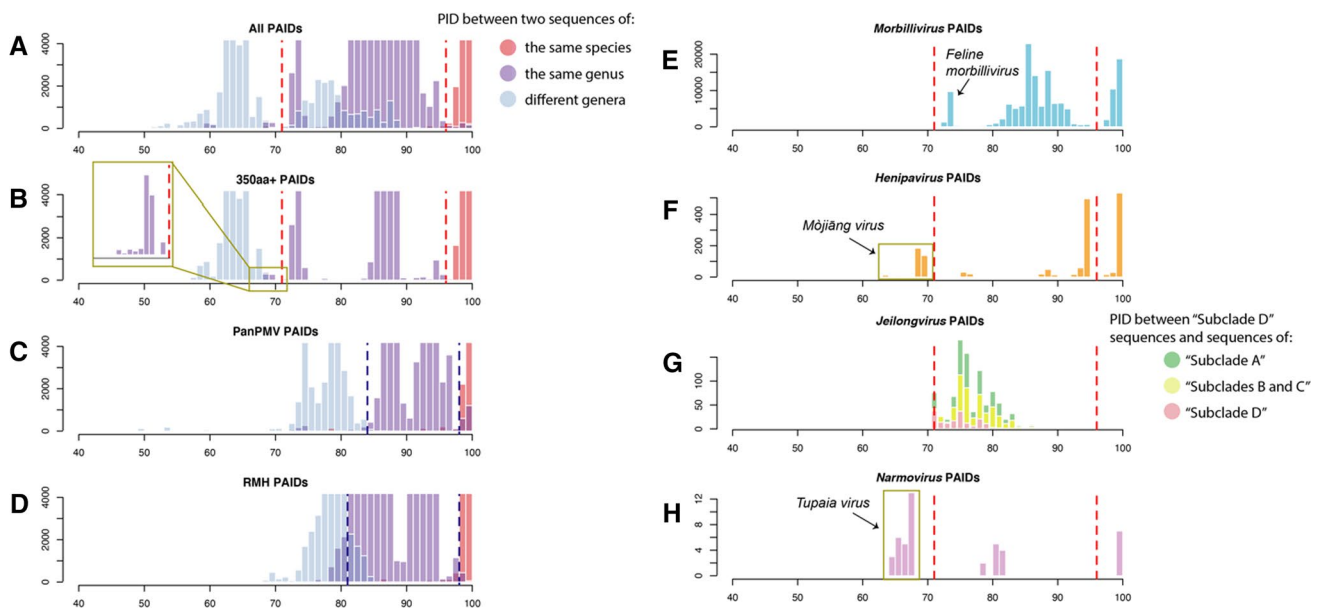 PID between two sequences of:
the same species
the same genus
different genera
A
All PAIDs
0 2000 4000
40 50 60 70 80 90 100
B
350aa+ PAIDs
0 2000 4000
40 50 60 70 80 90 100
C
PanPMV PAIDs
0 2000 4000
40 50 60 70 80 90 100
D
RMH PAIDs
0 2000 4000
40 50 60 70 80 90 100
E
Morbillivirus PAIDs
Feline
morbillivirus
0 10000 20000
40 50 60 70 80 90 100
F
Henipavirus PAIDs
Mòjiāng virus
0 200 400
40 50 60 70 80 90 100
G
Jeilongvirus PAIDs
0 50 100
40 50 60 70 80 90 100
PID between “Subclade D”
sequences and sequences of:
“Subclade A”
“Subclades B and C”
“Subclade D”
H
Narmovirus PAIDs
Tupaia virus
0 4 8 12
40 50 60 70 80 90 100